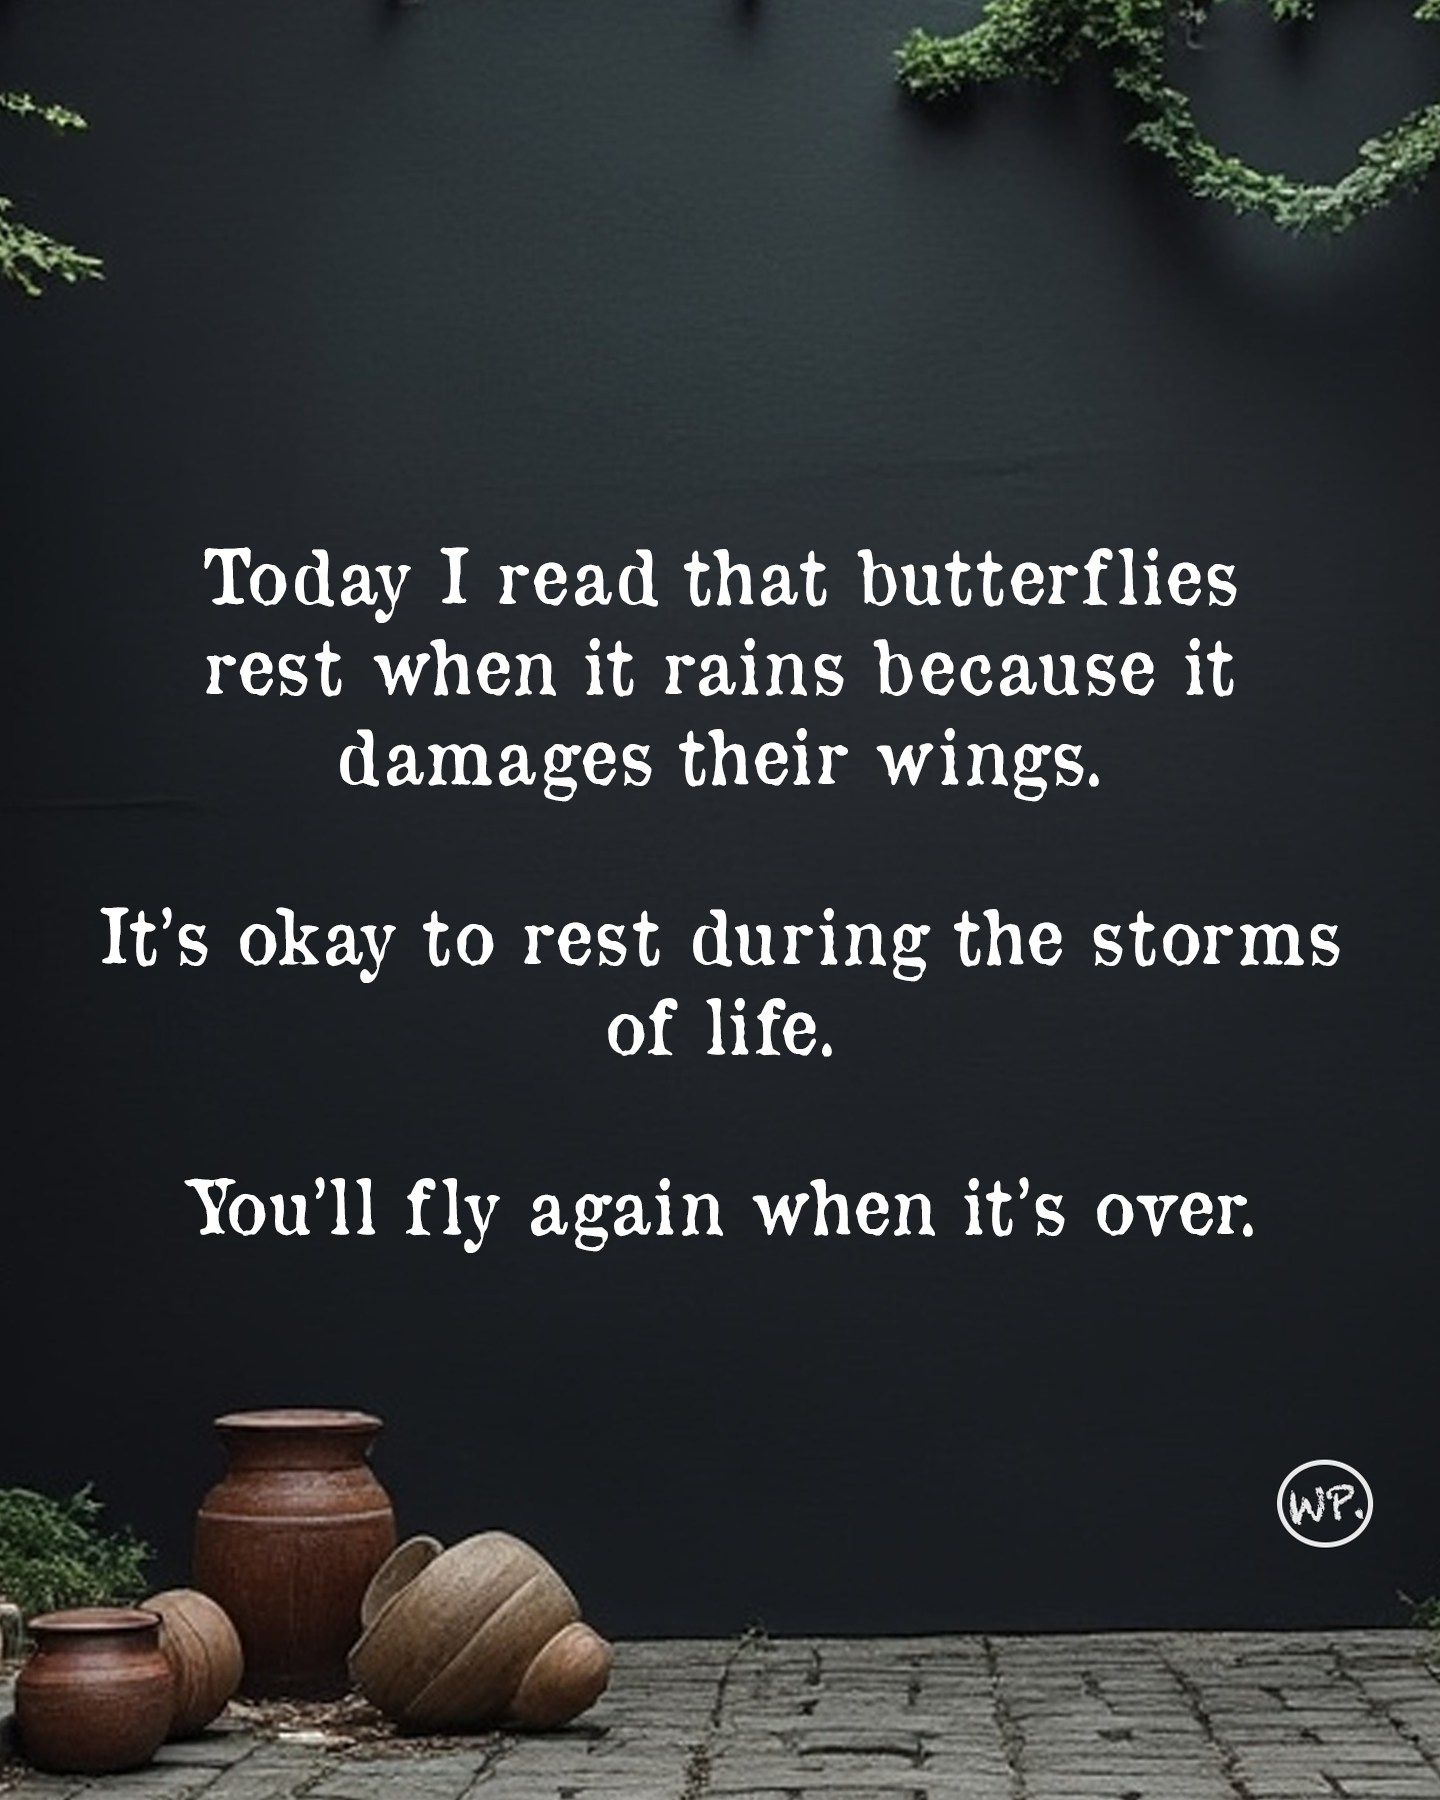 Today I read that butterflies
rest when it rains because it
damages their wings.
It’s okay to rest during the storms
of life.
You’ll fly again when it’s over.
WP.